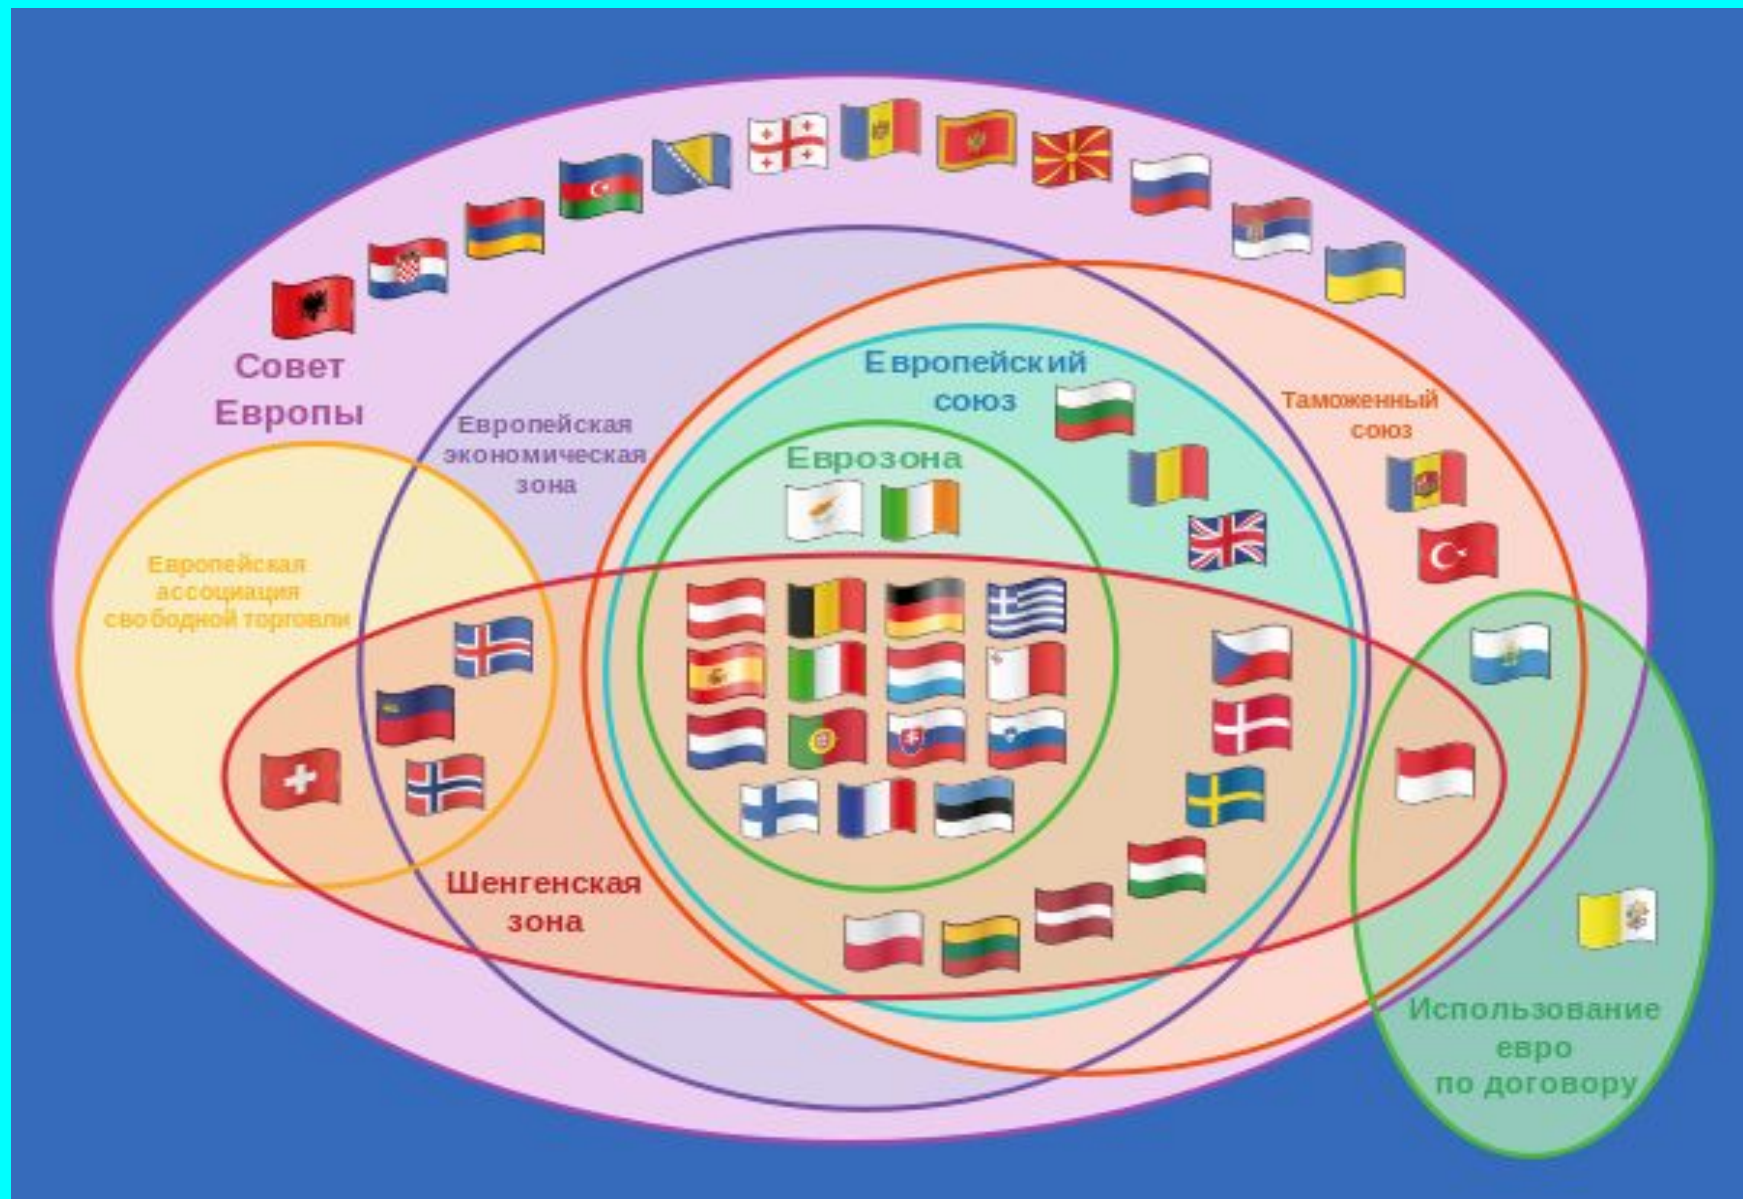 Совет
Европы
Европейская
экономическая
зона
Европейский
союз
Таможенный
союз
Еврозона
Европейская
ассоциация
свободной торговли
Шенгенская
зона
Использование
евро
по договору